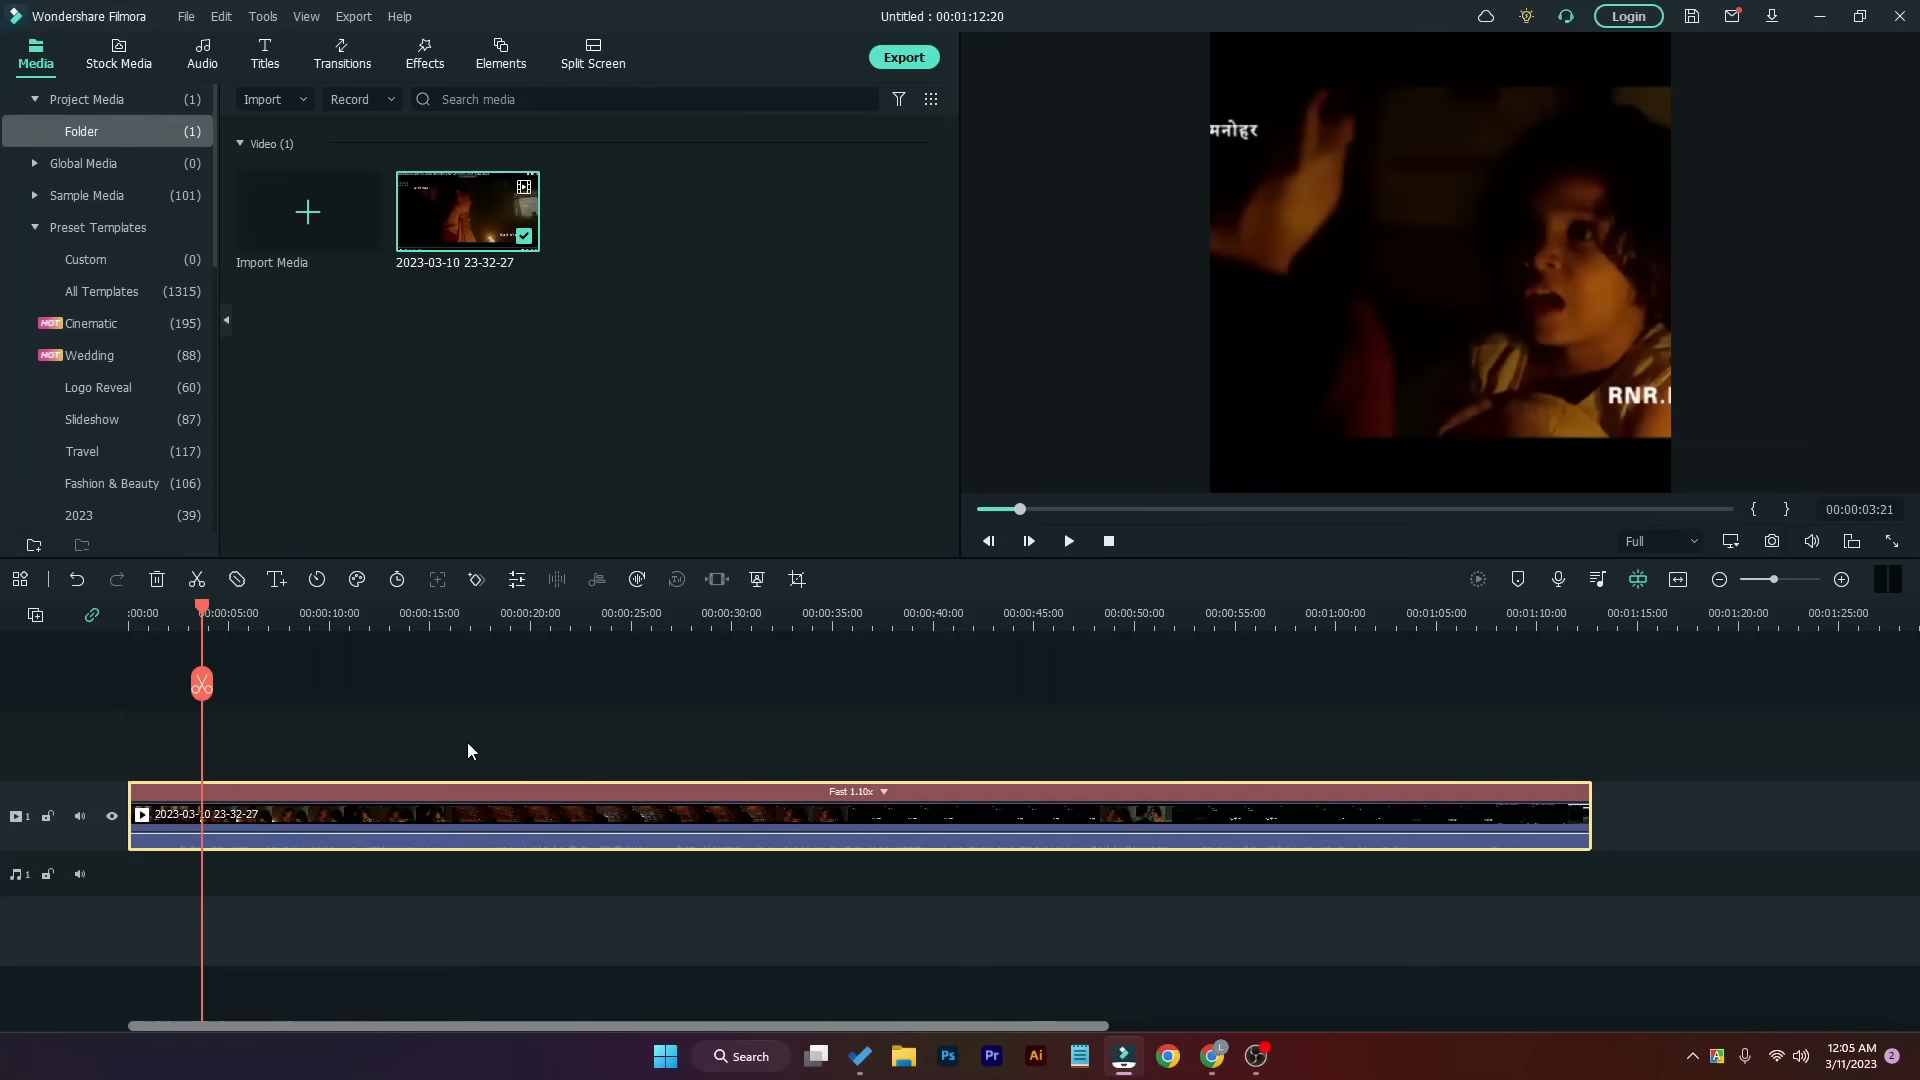 Wondershare Filmora
File Edit Tools View Export Help
Untitled : 00:01:12:20
Login
Media
Stock Media
Audio
Titles
Transitions
Effects
Elements
Split Screen
Export
Project Media (1)
Folder (1)
Global Media (0)
Sample Media (101)
Preset Templates
Custom (0)
All Templates (1315)
HOT Cinematic (195)
HOT Wedding (88)
Logo Reveal (60)
Slideshow (87)
Travel (117)
Fashion & Beauty (106)
2023 (39)
Import
Record
Search media
Video (1)
Import Media
2023-03-10 23-32-27
मनोहर
RNR.
00:00:03:21
Full
:00:00 00:00:05:00 00:00:10:00 00:00:15:00 00:00:20:00 00:00:25:00 00:00:30:00 00:00:35:00 00:00:40:00 00:00:45:00 00:00:50:00 00:00:55:00 00:01:00:00 00:01:05:00 00:01:10:00 00:01:15:00 00:01:20:00 00:01:25:00
Fast 1.10x
1
2023-03-10 23-32-27
1
Search
Ps
Pr
Ai
L
A
12:05 AM
3/11/2023
2